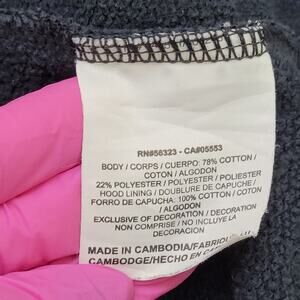 RN#56323 - CA#05553
BODY / CORPS / CUERPO: 78% COTTON /
COTON / ALGODON
22% POLYESTER / POLYESTER / POLIESTER
HOOD LINING / DOUBLURE DE CAPUCHE /
FORRO DE CAPUCHA: 100% COTTON / COTON
/ ALGODON
EXCLUSIVE OF DECORATION / DECORATION
NON COMPRISE / NO INCLUYE LA
DECORACION
MADE IN CAMBODIA/FABRIQU
CAMBODGE/HECHO EN